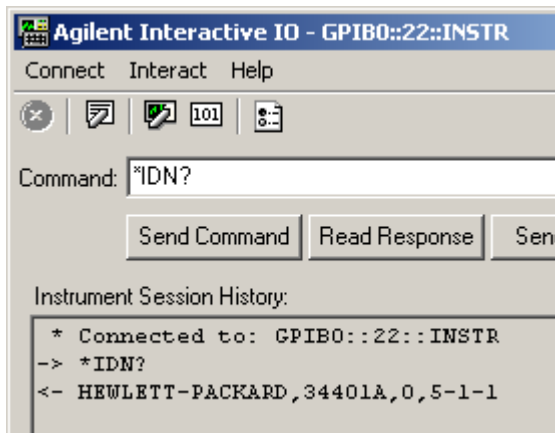 Agilent Interactive IO - GPIB0::22::INSTR
Connect Interact Help
101
Command: *IDN?
Send Command Read Response Sen
Instrument Session History:
* Connected to: GPIB0::22::INSTR
-> *IDN?
<- HEWLETT-PACKARD,34401A,0,5-1-1